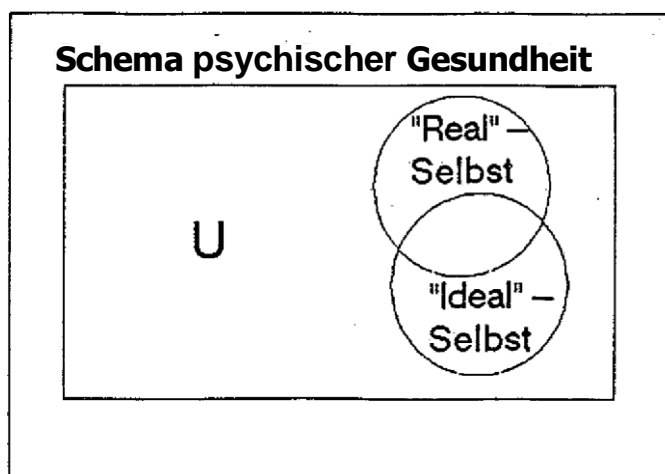 Schema psychischer Gesundheit
"Real" –
Selbst
U
"Ideal" –
Selbst